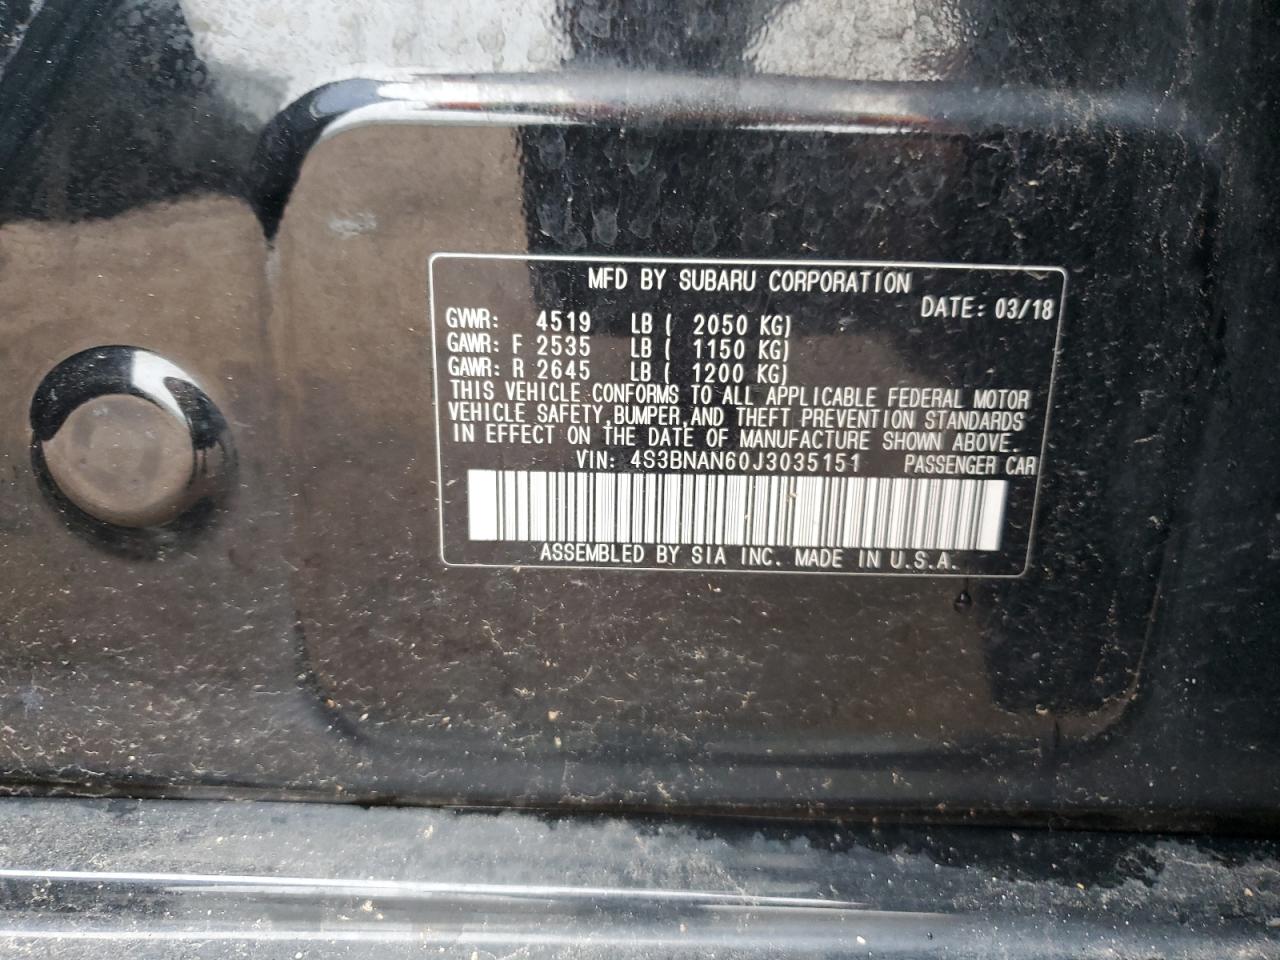 MFD BY SUBARU CORPORATION
DATE: 03/18
GVWR: 4519 LB ( 2050 KG)
GAWR: F 2535 LB ( 1150 KG)
GAWR: R 2645 LB ( 1200 KG)
THIS VEHICLE CONFORMS TO ALL APPLICABLE FEDERAL MOTOR
VEHICLE SAFETY, BUMPER, AND THEFT PREVENTION STANDARDS
IN EFFECT ON THE DATE OF MANUFACTURE SHOWN ABOVE.
VIN: 4S3BNAN60J3035151 PASSENGER CAR
ASSEMBLED BY SIA INC. MADE IN U.S.A.